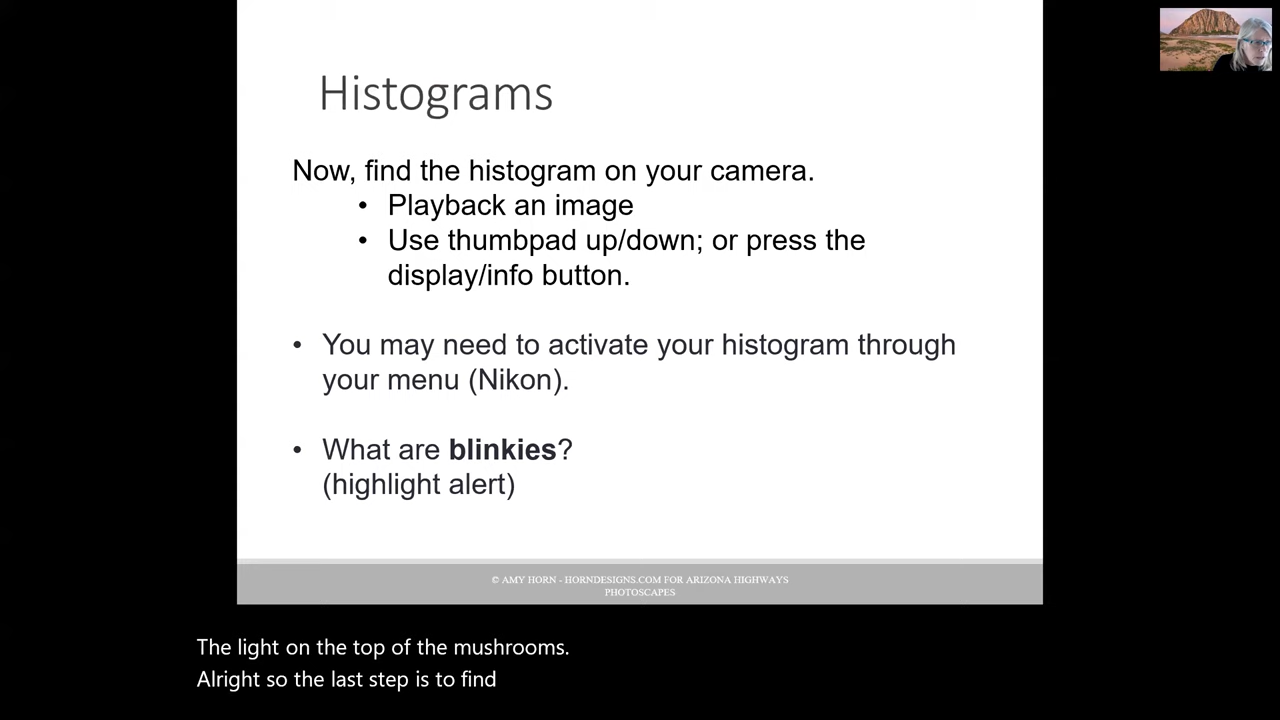 Histograms
Now, find the histogram on your camera.
• Playback an image
• Use thumbpad up/down; or press the
display/info button.
• You may need to activate your histogram through
your menu (Nikon).
• What are blinkies?
(highlight alert)
© AMY HORN - HORNDESIGNS.COM FOR ARIZONA HIGHWAYS
PHOTOSCAPES
The light on the top of the mushrooms.
Alright so the last step is to find